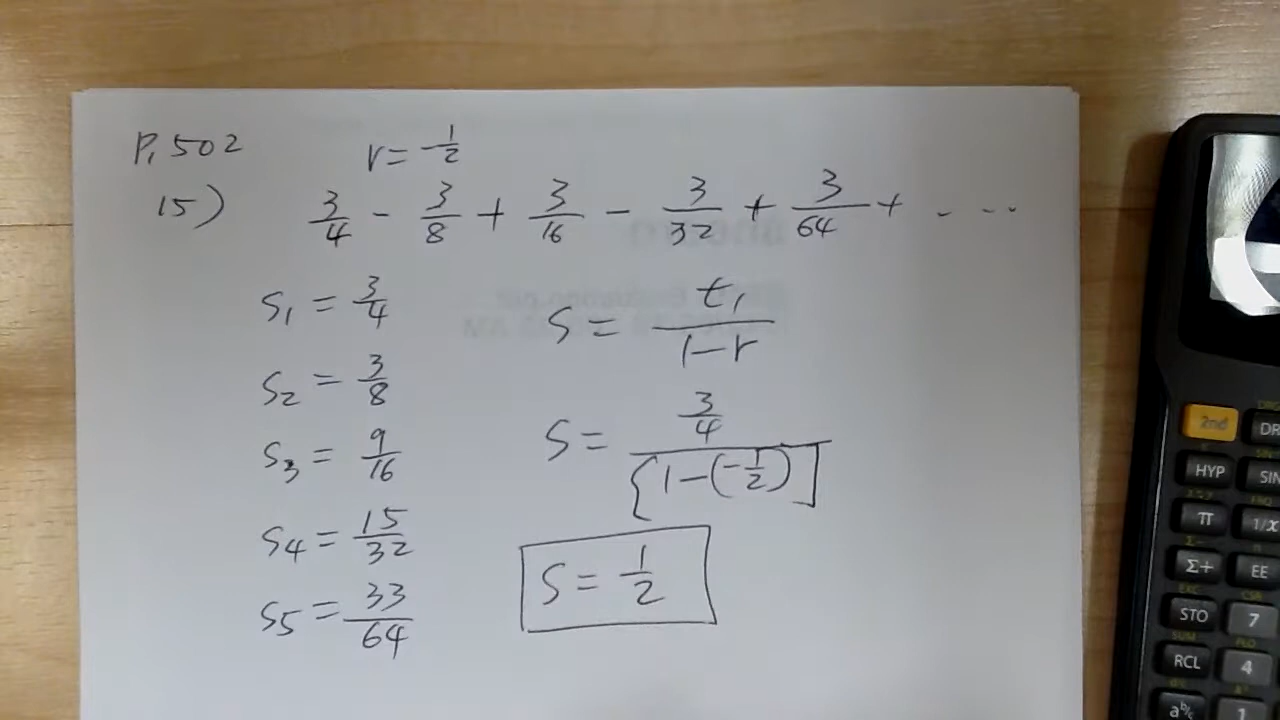 P. 502
r = -1/2
15) 3/4 - 3/8 + 3/16 - 3/32 + 3/64 + - - -
S₁ = 3/4
S₂ = 3/8
S₃ = 9/16
S₄ = 15/32
S₅ = 33/64
S = t₁/(1-r)
S = (3/4)/[1-(-1/2)]
S = 1/2
2nd
DR
HYP
SIN
π
1/x
Σ+
EE
STO
7
RCL
4
ab/c
1